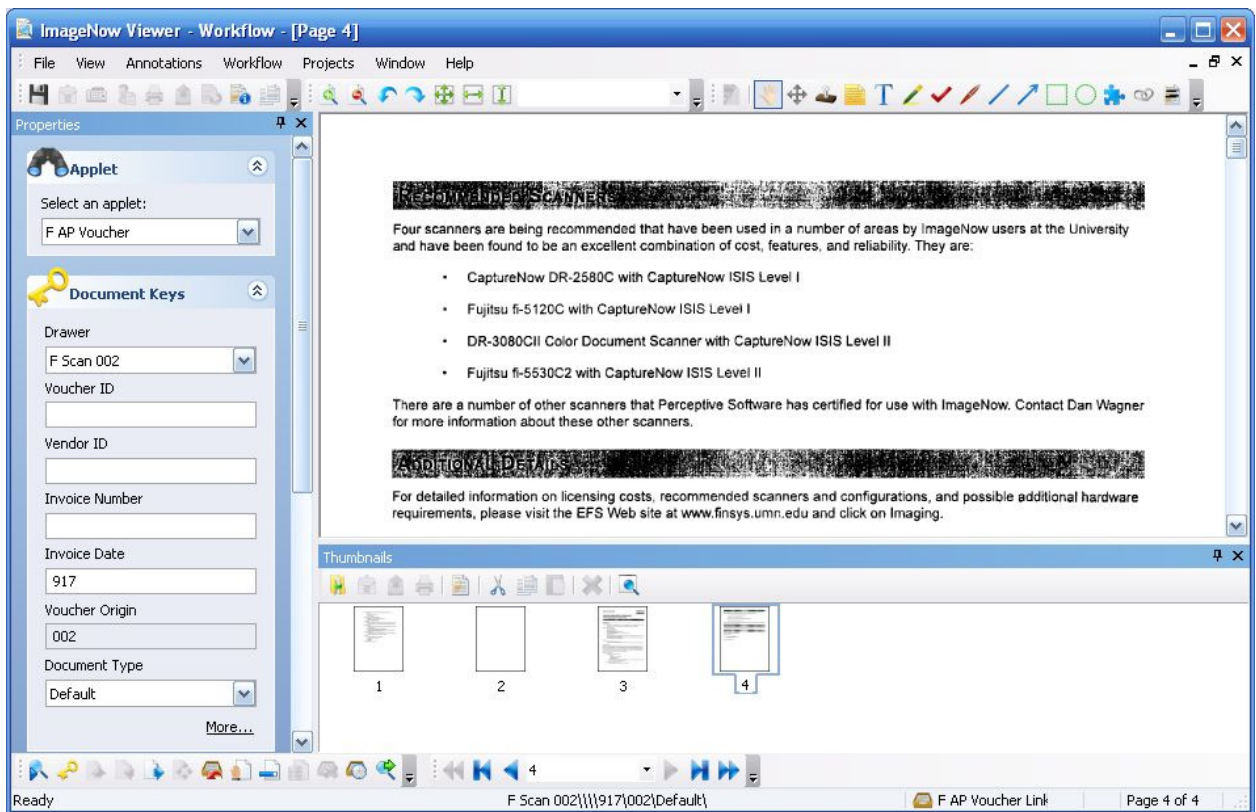 ImageNow Viewer - Workflow - [Page 4]
File View Annotations Workflow Projects Window Help
Properties
Applet
Select an applet:
F AP Voucher
Document Keys
Drawer
F Scan 002
Voucher ID
Vendor ID
Invoice Number
Invoice Date
917
Voucher Origin
002
Document Type
Default
More...
RECOMMENDED SCANNERS
Four scanners are being recommended that have been used in a number of areas by ImageNow users at the University
and have been found to be an excellent combination of cost, features, and reliability. They are:
• CaptureNow DR-2580C with CaptureNow ISIS Level I
• Fujitsu fi-5120C with CaptureNow ISIS Level I
• DR-3080CII Color Document Scanner with CaptureNow ISIS Level II
• Fujitsu fi-5530C2 with CaptureNow ISIS Level II
There are a number of other scanners that Perceptive Software has certified for use with ImageNow. Contact Dan Wagner
for more information about these other scanners.
ADDITIONAL DETAILS
For detailed information on licensing costs, recommended scanners and configurations, and possible additional hardware
requirements, please visit the EFS Web site at www.finsys.umn.edu and click on Imaging.
Thumbnails
1 2 3 4
4
Ready F Scan 002\\\\917\002\Default\ F AP Voucher Link Page 4 of 4